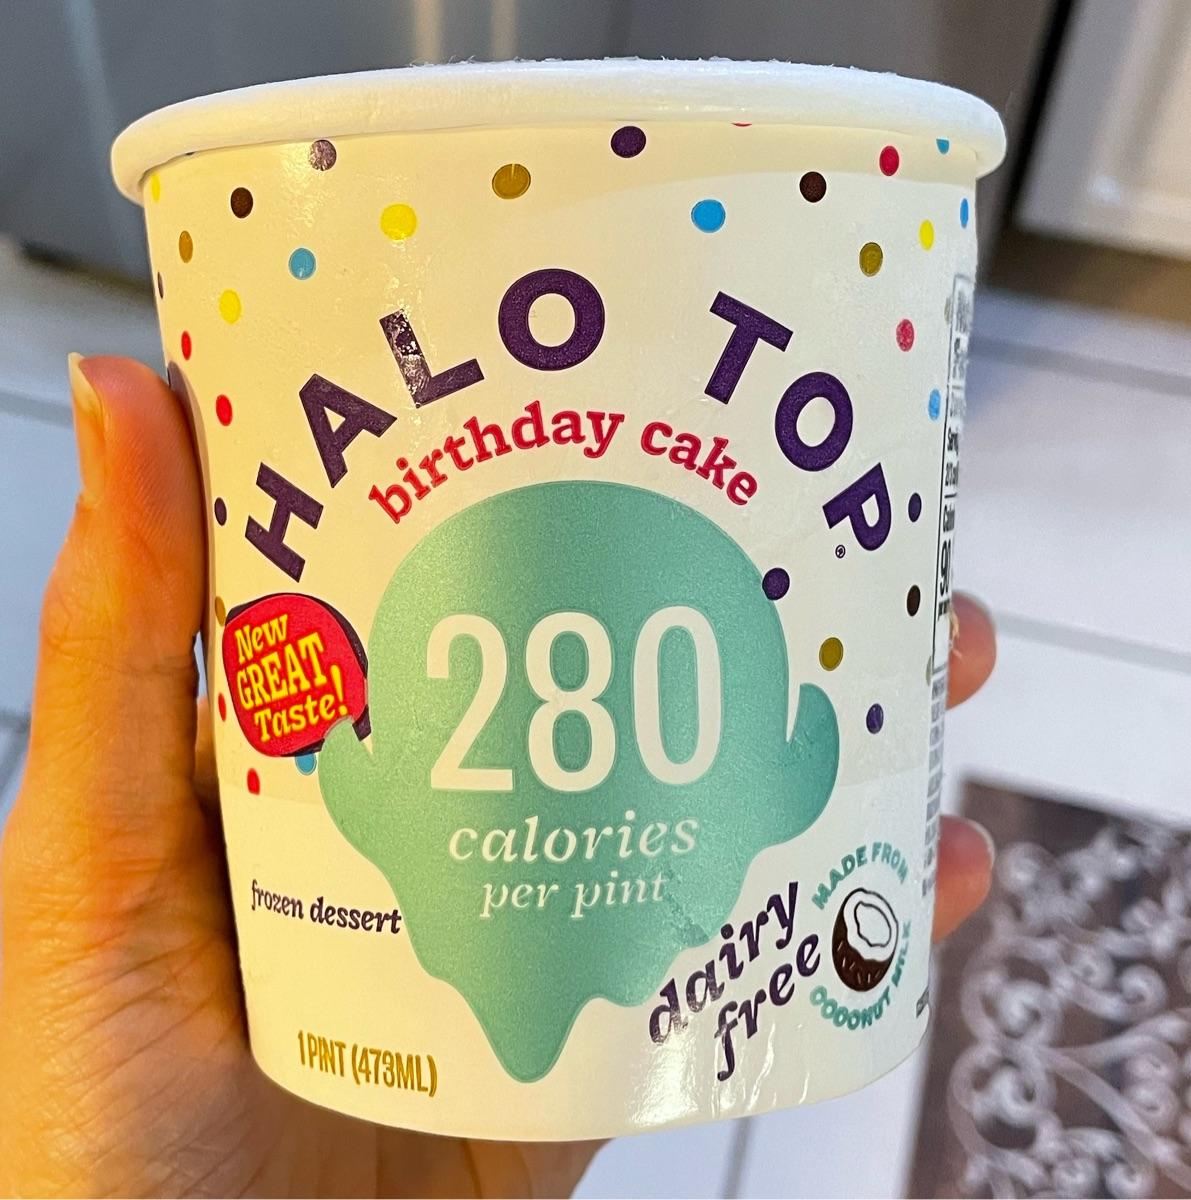 HALO TOP®
birthday cake
New
GREAT
Taste!
280
calories
per pint
frozen dessert
dairy
free
MADE FROM
COCONUT MILK
1 PINT (473ML)